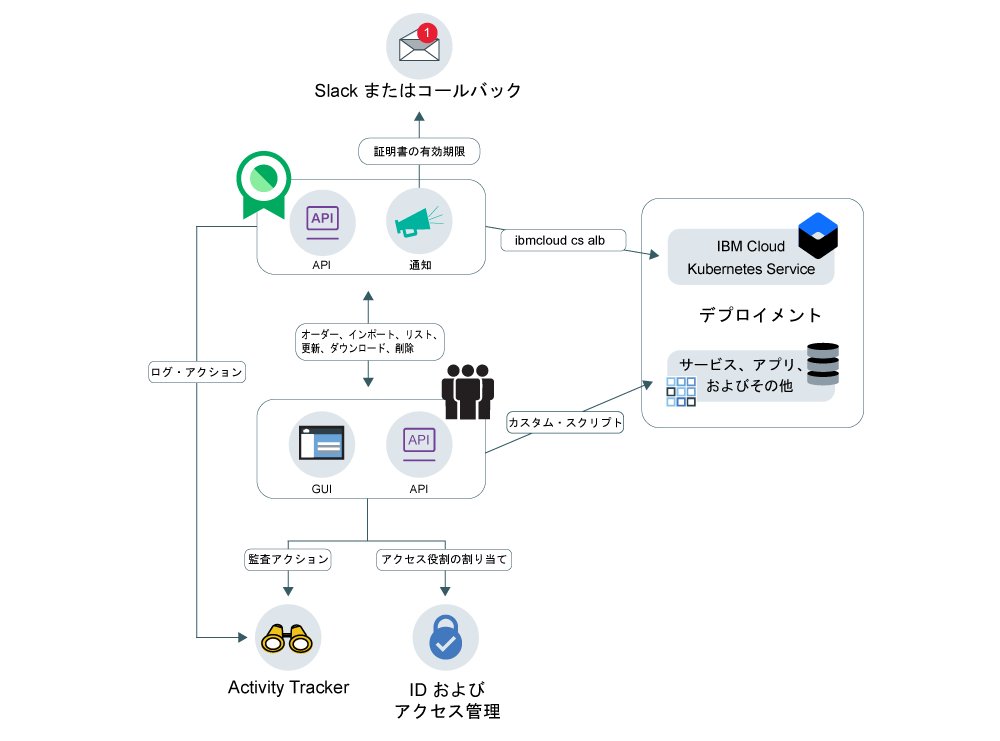 1
Slack またはコールバック
証明書の有効期限
API
API
通知
ibmcloud cs alb
IBM Cloud
Kubernetes Service
デプロイメント
オーダー、インポート、リスト、
更新、ダウンロード、削除
サービス、アプリ、
およびその他
ログ・アクション
カスタム・スクリプト
API
GUI
API
監査アクション
アクセス役割の割り当て
Activity Tracker
ID および
アクセス管理